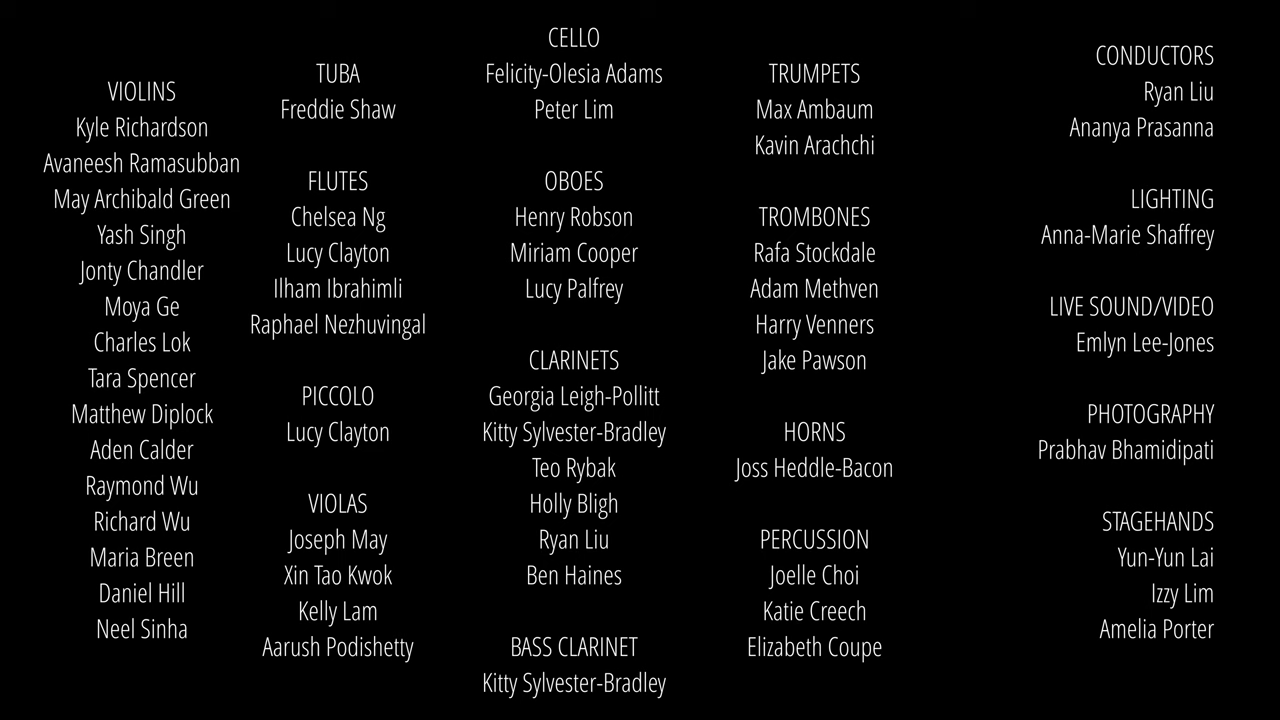 VIOLINS
Kyle Richardson
Avaneesh Ramasubban
May Archibald Green
Yash Singh
Jonty Chandler
Moya Ge
Charles Lok
Tara Spencer
Matthew Diplock
Aden Calder
Raymond Wu
Richard Wu
Maria Breen
Daniel Hill
Neel Sinha
TUBA
Freddie Shaw
FLUTES
Chelsea Ng
Lucy Clayton
Ilham Ibrahimli
Raphael Nezhuvingal
PICCOLO
Lucy Clayton
VIOLAS
Joseph May
Xin Tao Kwok
Kelly Lam
Aarush Podishetty
CELLO
Felicity-Olesia Adams
Peter Lim
OBOES
Henry Robson
Miriam Cooper
Lucy Palfrey
CLARINETS
Georgia Leigh-Pollitt
Kitty Sylvester-Bradley
Teo Rybak
Holly Bligh
Ryan Liu
Ben Haines
BASS CLARINET
Kitty Sylvester-Bradley
TRUMPETS
Max Ambaum
Kavin Arachchi
TROMBONES
Rafa Stockdale
Adam Methven
Harry Venners
Jake Pawson
HORNS
Joss Heddle-Bacon
PERCUSSION
Joelle Choi
Katie Creech
Elizabeth Coupe
CONDUCTORS
Ryan Liu
Ananya Prasanna
LIGHTING
Anna-Marie Shaffrey
LIVE SOUND/VIDEO
Emlyn Lee-Jones
PHOTOGRAPHY
Prabhav Bhamidipati
STAGEHANDS
Yun-Yun Lai
Izzy Lim
Amelia Porter